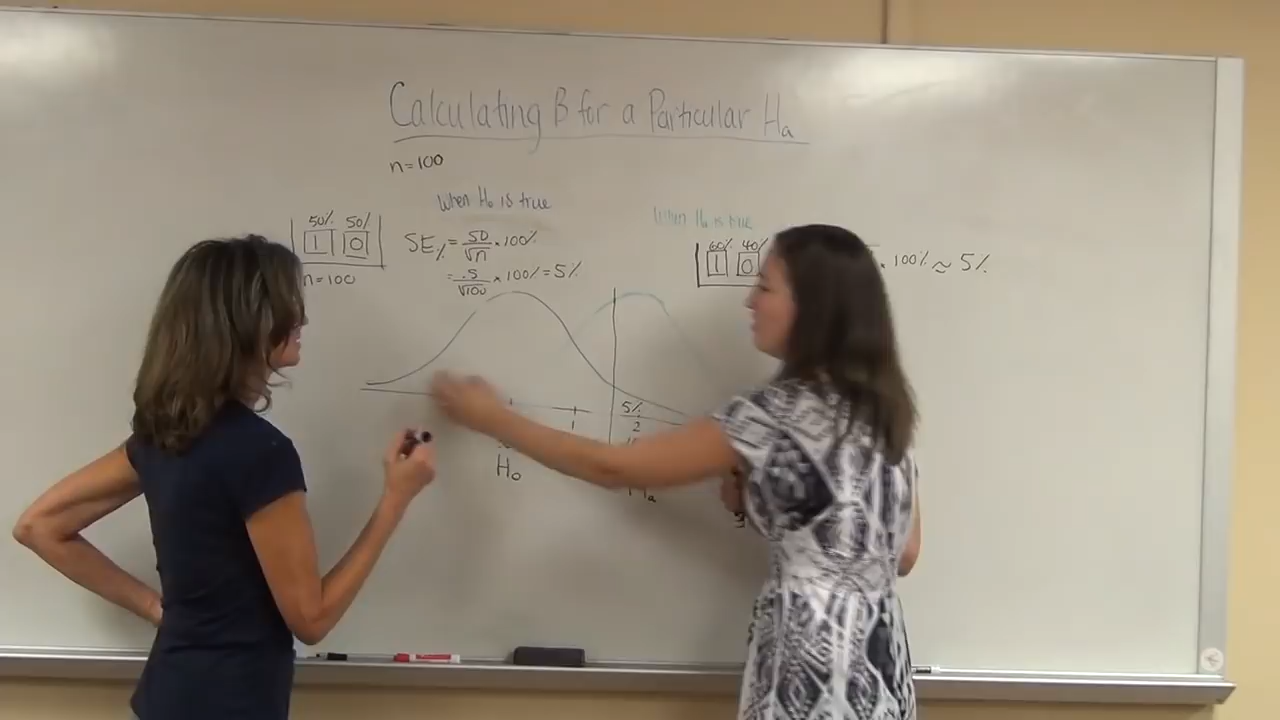 Calculating B for a Particular Ha
n=100
When Ho is true
When Ha is true
50% 50%
1 0
n=100
SE% = SD/√n × 100%
= .5/√100 × 100% = 5%
60% 40%
1 0
× 100% ≈ 5%
5%
2
Ho
Ha